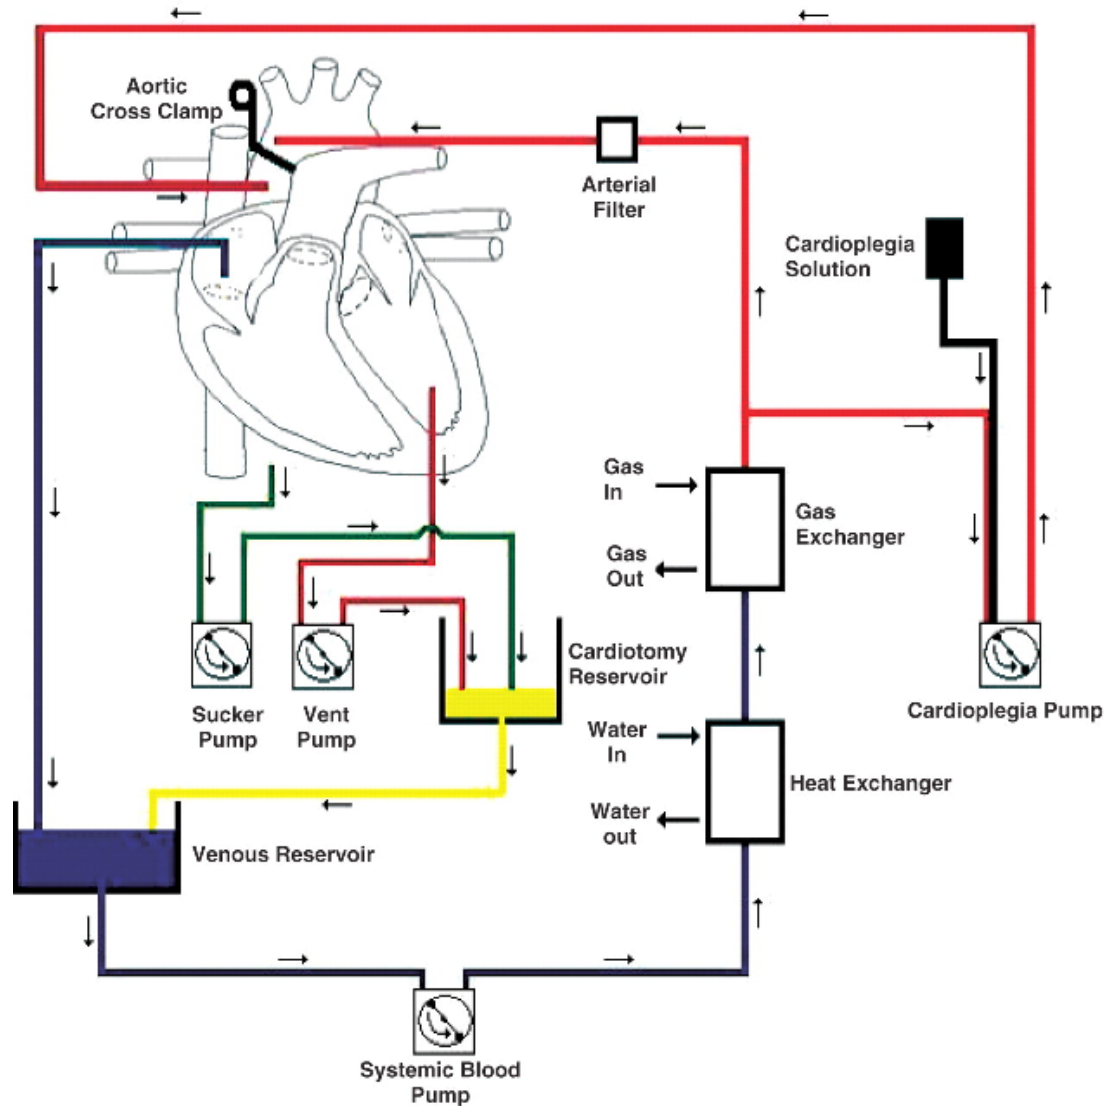 Aortic
Cross Clamp
Arterial
Filter
Cardioplegia
Solution
Gas
In
Gas
Exchanger
Gas
Out
Cardiotomy
Reservoir
Sucker
Pump
Vent
Pump
Cardioplegia Pump
Water
In
Heat Exchanger
Water
out
Venous Reservoir
Systemic Blood
Pump